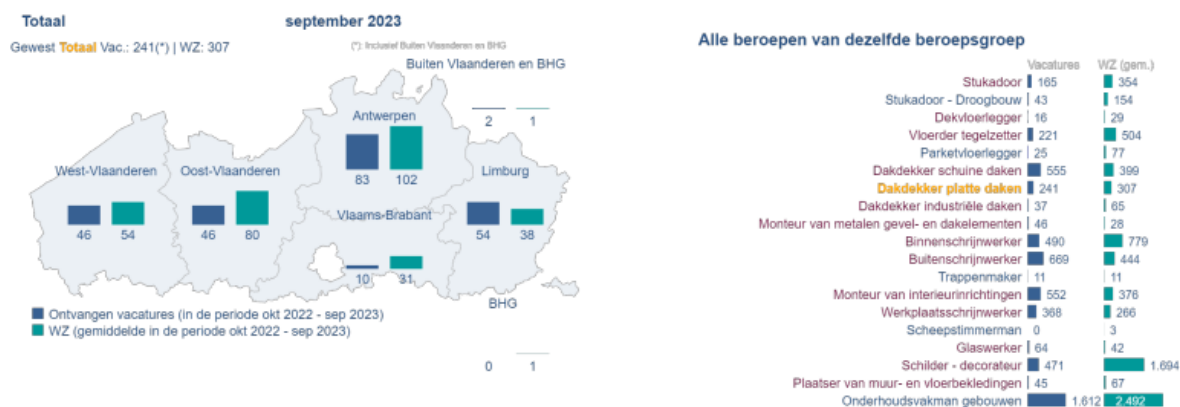 Totaal
september 2023
Gewest Totaal Vac.: 241(*) | WZ: 307
(*): Inclusief Buiten Vlaanderen en BHG
Buiten Vlaanderen en BHG
2 1
Antwerpen
83 102
West-Vlaanderen
46 54
Oost-Vlaanderen
46 80
Limburg
54 38
Vlaams-Brabant
10 31
BHG
0 1
Ontvangen vacatures (in de periode okt 2022 - sep 2023)
WZ (gemiddelde in de periode okt 2022 - sep 2023)
Alle beroepen van dezelfde beroepsgroep
Vacatures WZ (gem.)
Stukadoor 165 354
Stukadoor - Droogbouw 43 154
Dekvloerlegger 16 29
Vloerder tegelzetter 221 504
Parketvloerlegger 25 77
Dakdekker schuine daken 555 399
Dakdekker platte daken 241 307
Dakdekker industriële daken 37 65
Monteur van metalen gevel- en dakelementen 46 28
Binnenschrijnwerker 490 779
Buitenschrijnwerker 669 444
Trappenmaker 11 11
Monteur van interieurinrichtingen 552 376
Werkplaatsschrijnwerker 368 266
Scheepstimmerman 0 3
Glaswerker 64 42
Schilder - decorateur 471 1.694
Plaatser van muur- en vloerbekledingen 45 67
Onderhoudsvakman gebouwen 1.612 2.492